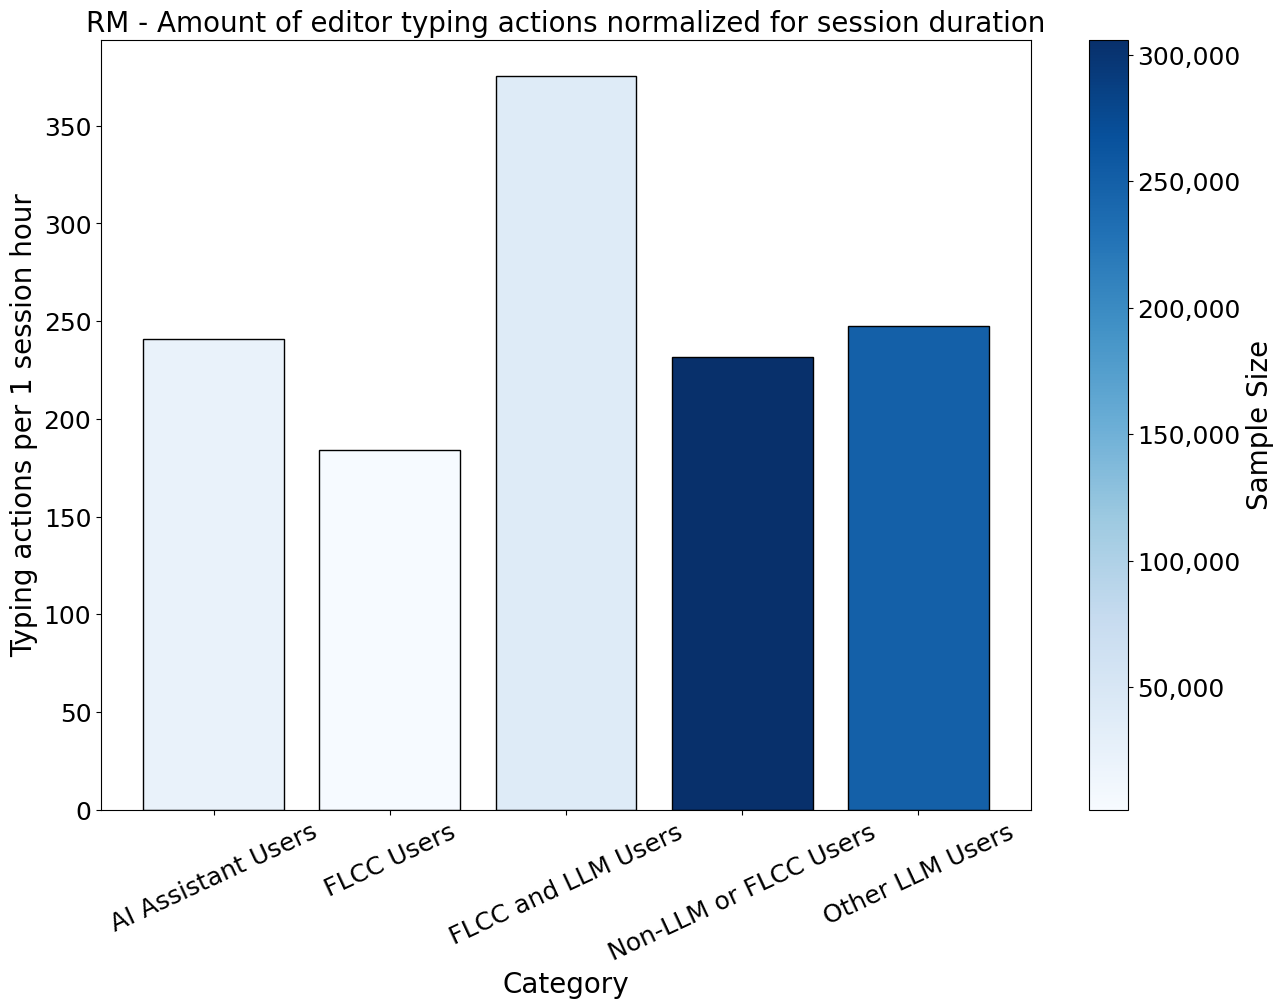 RM - Amount of editor typing actions normalized for session duration
Typing actions per 1 session hour
350
300
250
200
150
100
50
0
AI Assistant Users
FLCC Users
FLCC and LLM Users
Non-LLM or FLCC Users
Other LLM Users
Category
300,000
250,000
200,000
150,000
100,000
50,000
Sample Size